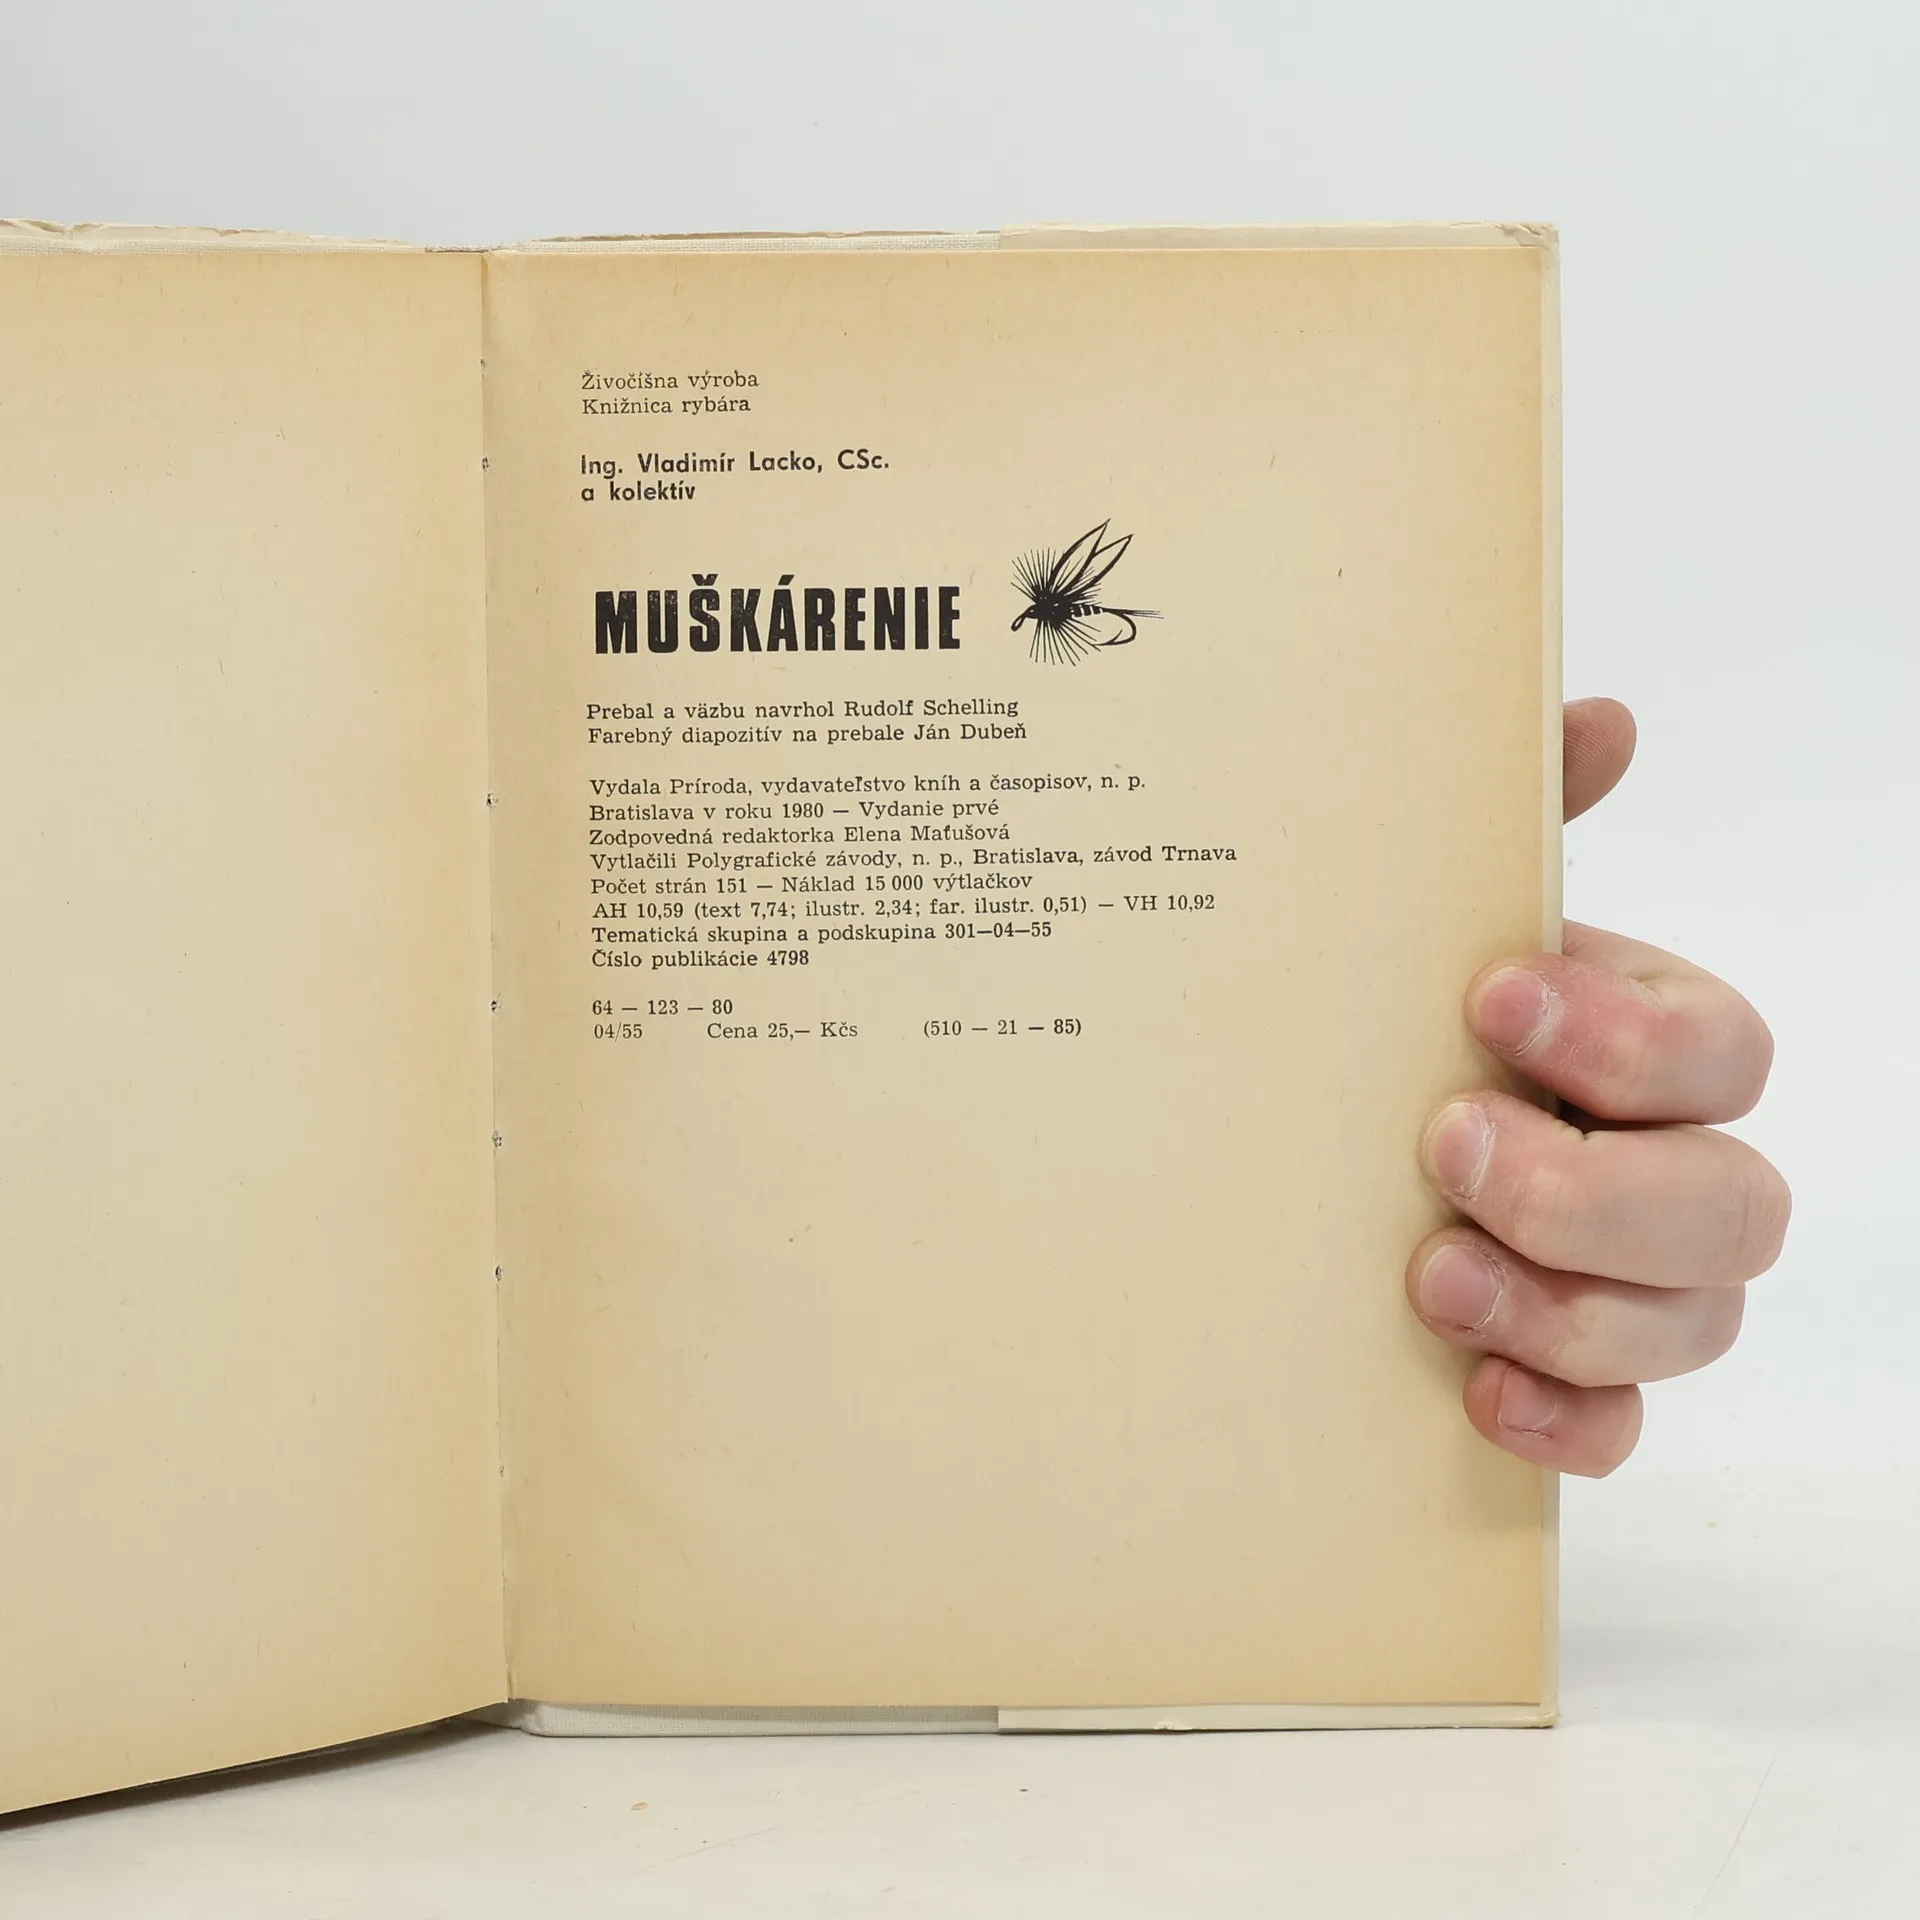 Živočíšna výroba
Knižnica rybára
Ing. Vladimír Lacko, CSc.
a kolektív
MUŠKÁRENIE
Prebal a väzbu navrhol Rudolf Schelling
Farebný diapozitív na prebale Ján Dubeň
Vydala Príroda, vydavateľstvo kníh a časopisov, n. p.
Bratislava v roku 1980 — Vydanie prvé
Zodpovedná redaktorka Elena Maťušová
Vytlačili Polygrafické závody, n. p., Bratislava, závod Trnava
Počet strán 151 — Náklad 15 000 výtlačkov
AH 10,59 (text 7,74; ilustr. 2,34; far. ilustr. 0,51) — VH 10,92
Tematická skupina a podskupina 301—04—55
Číslo publikácie 4798
64 — 123 — 80
04/55 Cena 25,— Kčs (510 — 21 — 85)